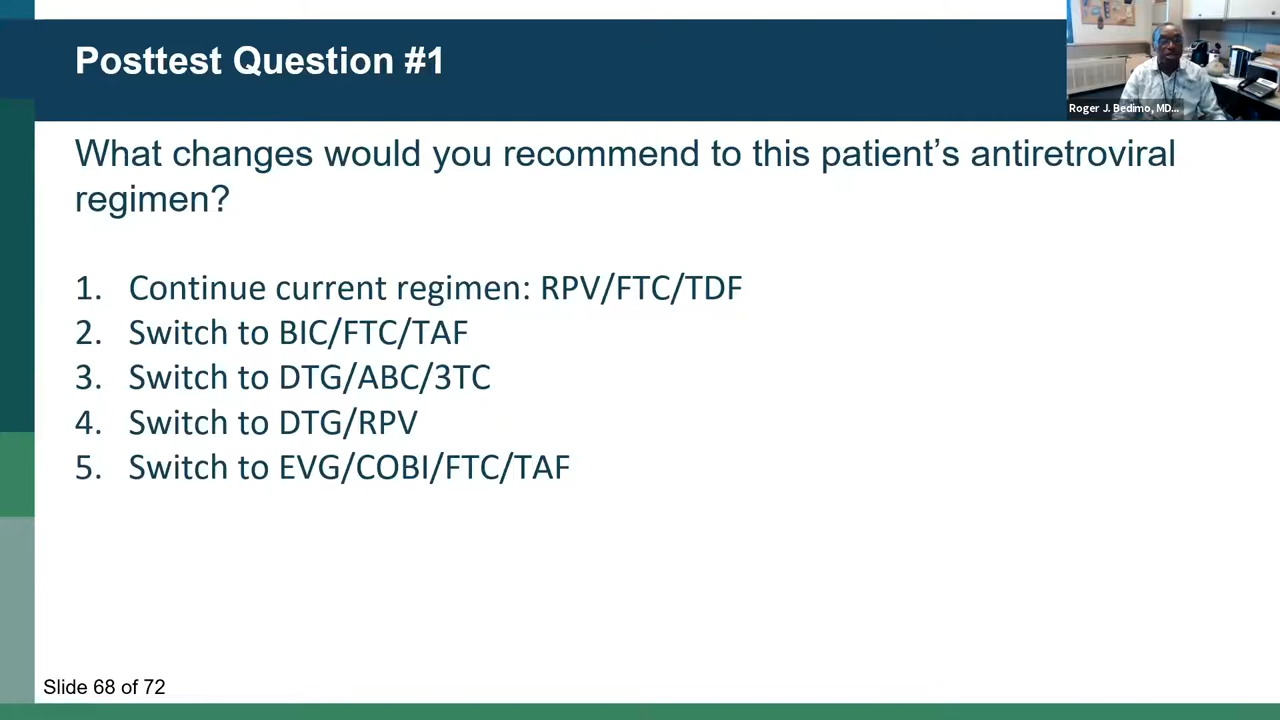 Posttest Question #1
Roger J. Bedimo, MD...
What changes would you recommend to this patient’s antiretroviral
regimen?
1. Continue current regimen: RPV/FTC/TDF
2. Switch to BIC/FTC/TAF
3. Switch to DTG/ABC/3TC
4. Switch to DTG/RPV
5. Switch to EVG/COBI/FTC/TAF
Slide 68 of 72